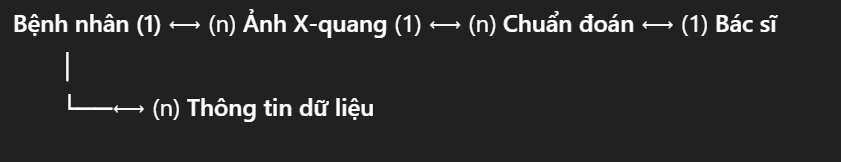 Bệnh nhân (1) ⟷ (n) Ảnh X-quang (1) ⟷ (n) Chuẩn đoán ⟷ (1) Bác sĩ
│
└──⟷ (n) Thông tin dữ liệu